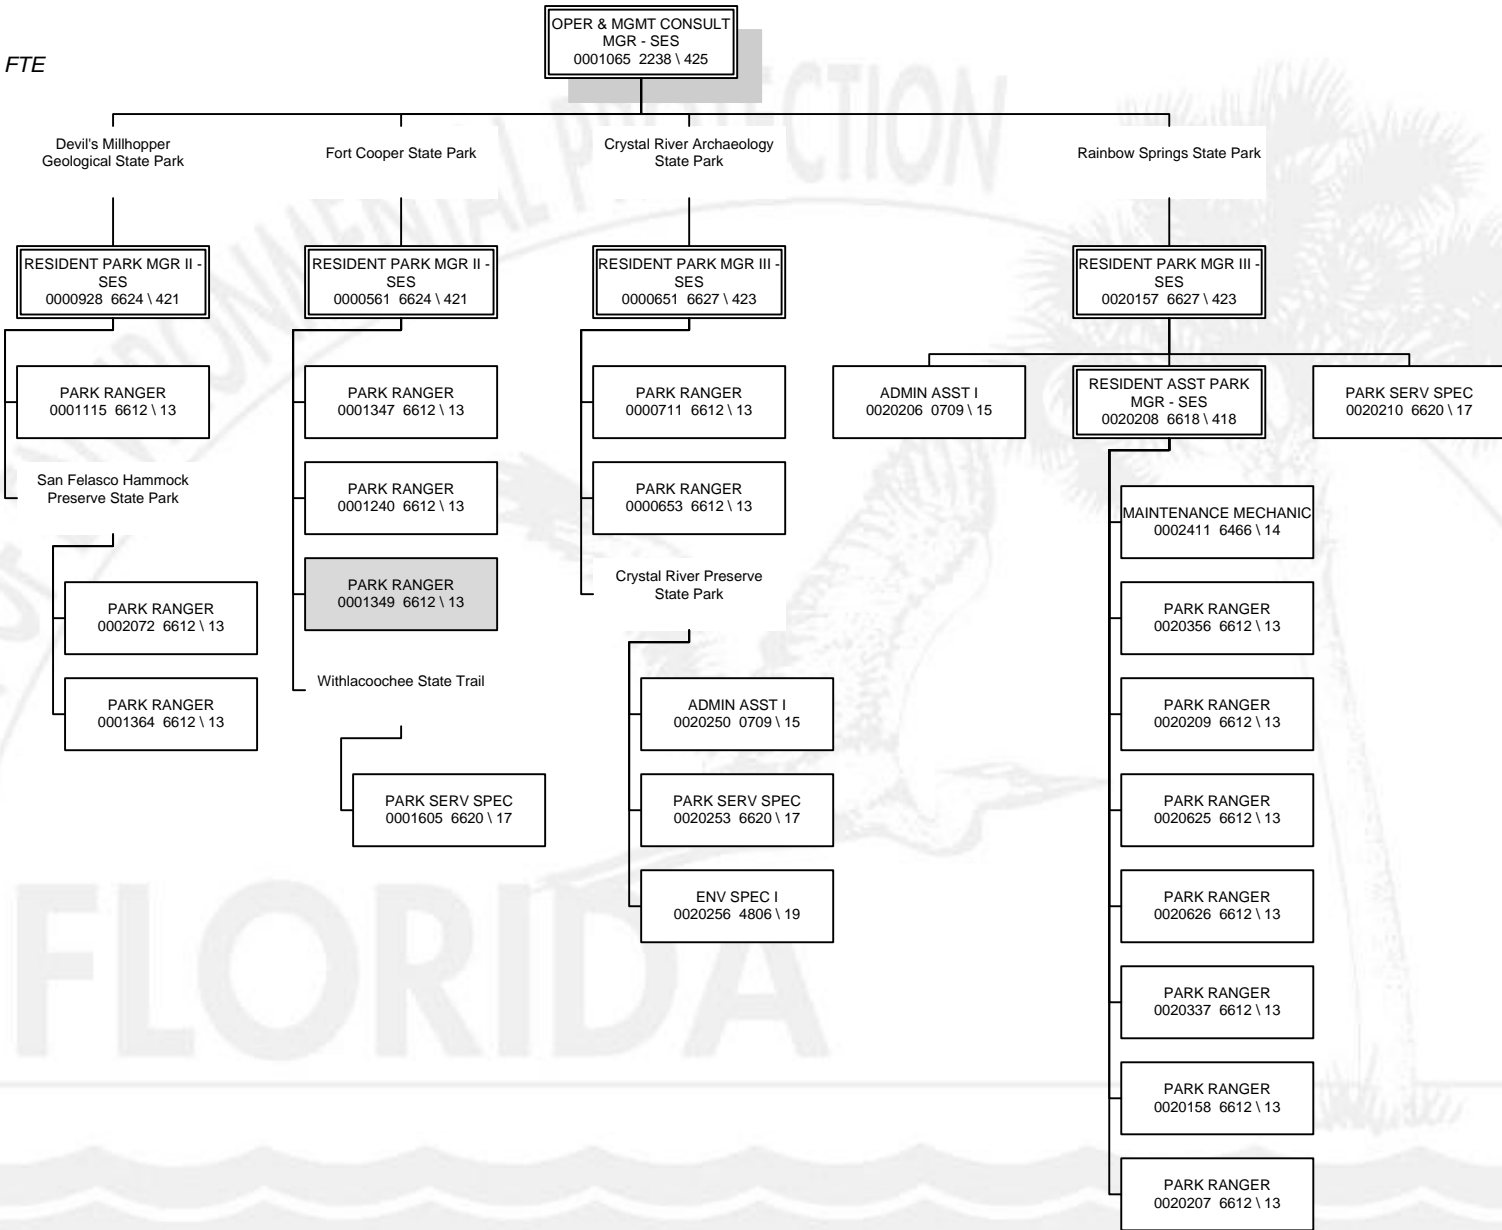 OPER & MGMT CONSULT
MGR - SES
0001065 2238 \ 425
FTE
Devil's Millhopper
Geological State Park
Fort Cooper State Park
Crystal River Archaeology
State Park
Rainbow Springs State Park
RESIDENT PARK MGR II -
SES
0000928 6624 \ 421
RESIDENT PARK MGR II -
SES
0000561 6624 \ 421
RESIDENT PARK MGR III -
SES
0000651 6627 \ 423
RESIDENT PARK MGR III -
SES
0020157 6627 \ 423
PARK RANGER
0001115 6612 \ 13
San Felasco Hammock
Preserve State Park
PARK RANGER
0002072 6612 \ 13
PARK RANGER
0001364 6612 \ 13
PARK RANGER
0001347 6612 \ 13
PARK RANGER
0001240 6612 \ 13
PARK RANGER
0001349 6612 \ 13
Withlacoochee State Trail
PARK SERV SPEC
0001605 6620 \ 17
PARK RANGER
0000711 6612 \ 13
PARK RANGER
0000653 6612 \ 13
Crystal River Preserve
State Park
ADMIN ASST I
0020250 0709 \ 15
PARK SERV SPEC
0020253 6620 \ 17
ENV SPEC I
0020256 4806 \ 19
ADMIN ASST I
0020206 0709 \ 15
RESIDENT ASST PARK
MGR - SES
0020208 6618 \ 418
PARK SERV SPEC
0020210 6620 \ 17
MAINTENANCE MECHANIC
0002411 6466 \ 14
PARK RANGER
0020356 6612 \ 13
PARK RANGER
0020209 6612 \ 13
PARK RANGER
0020625 6612 \ 13
PARK RANGER
0020626 6612 \ 13
PARK RANGER
0020337 6612 \ 13
PARK RANGER
0020158 6612 \ 13
PARK RANGER
0020207 6612 \ 13
FLORIDA